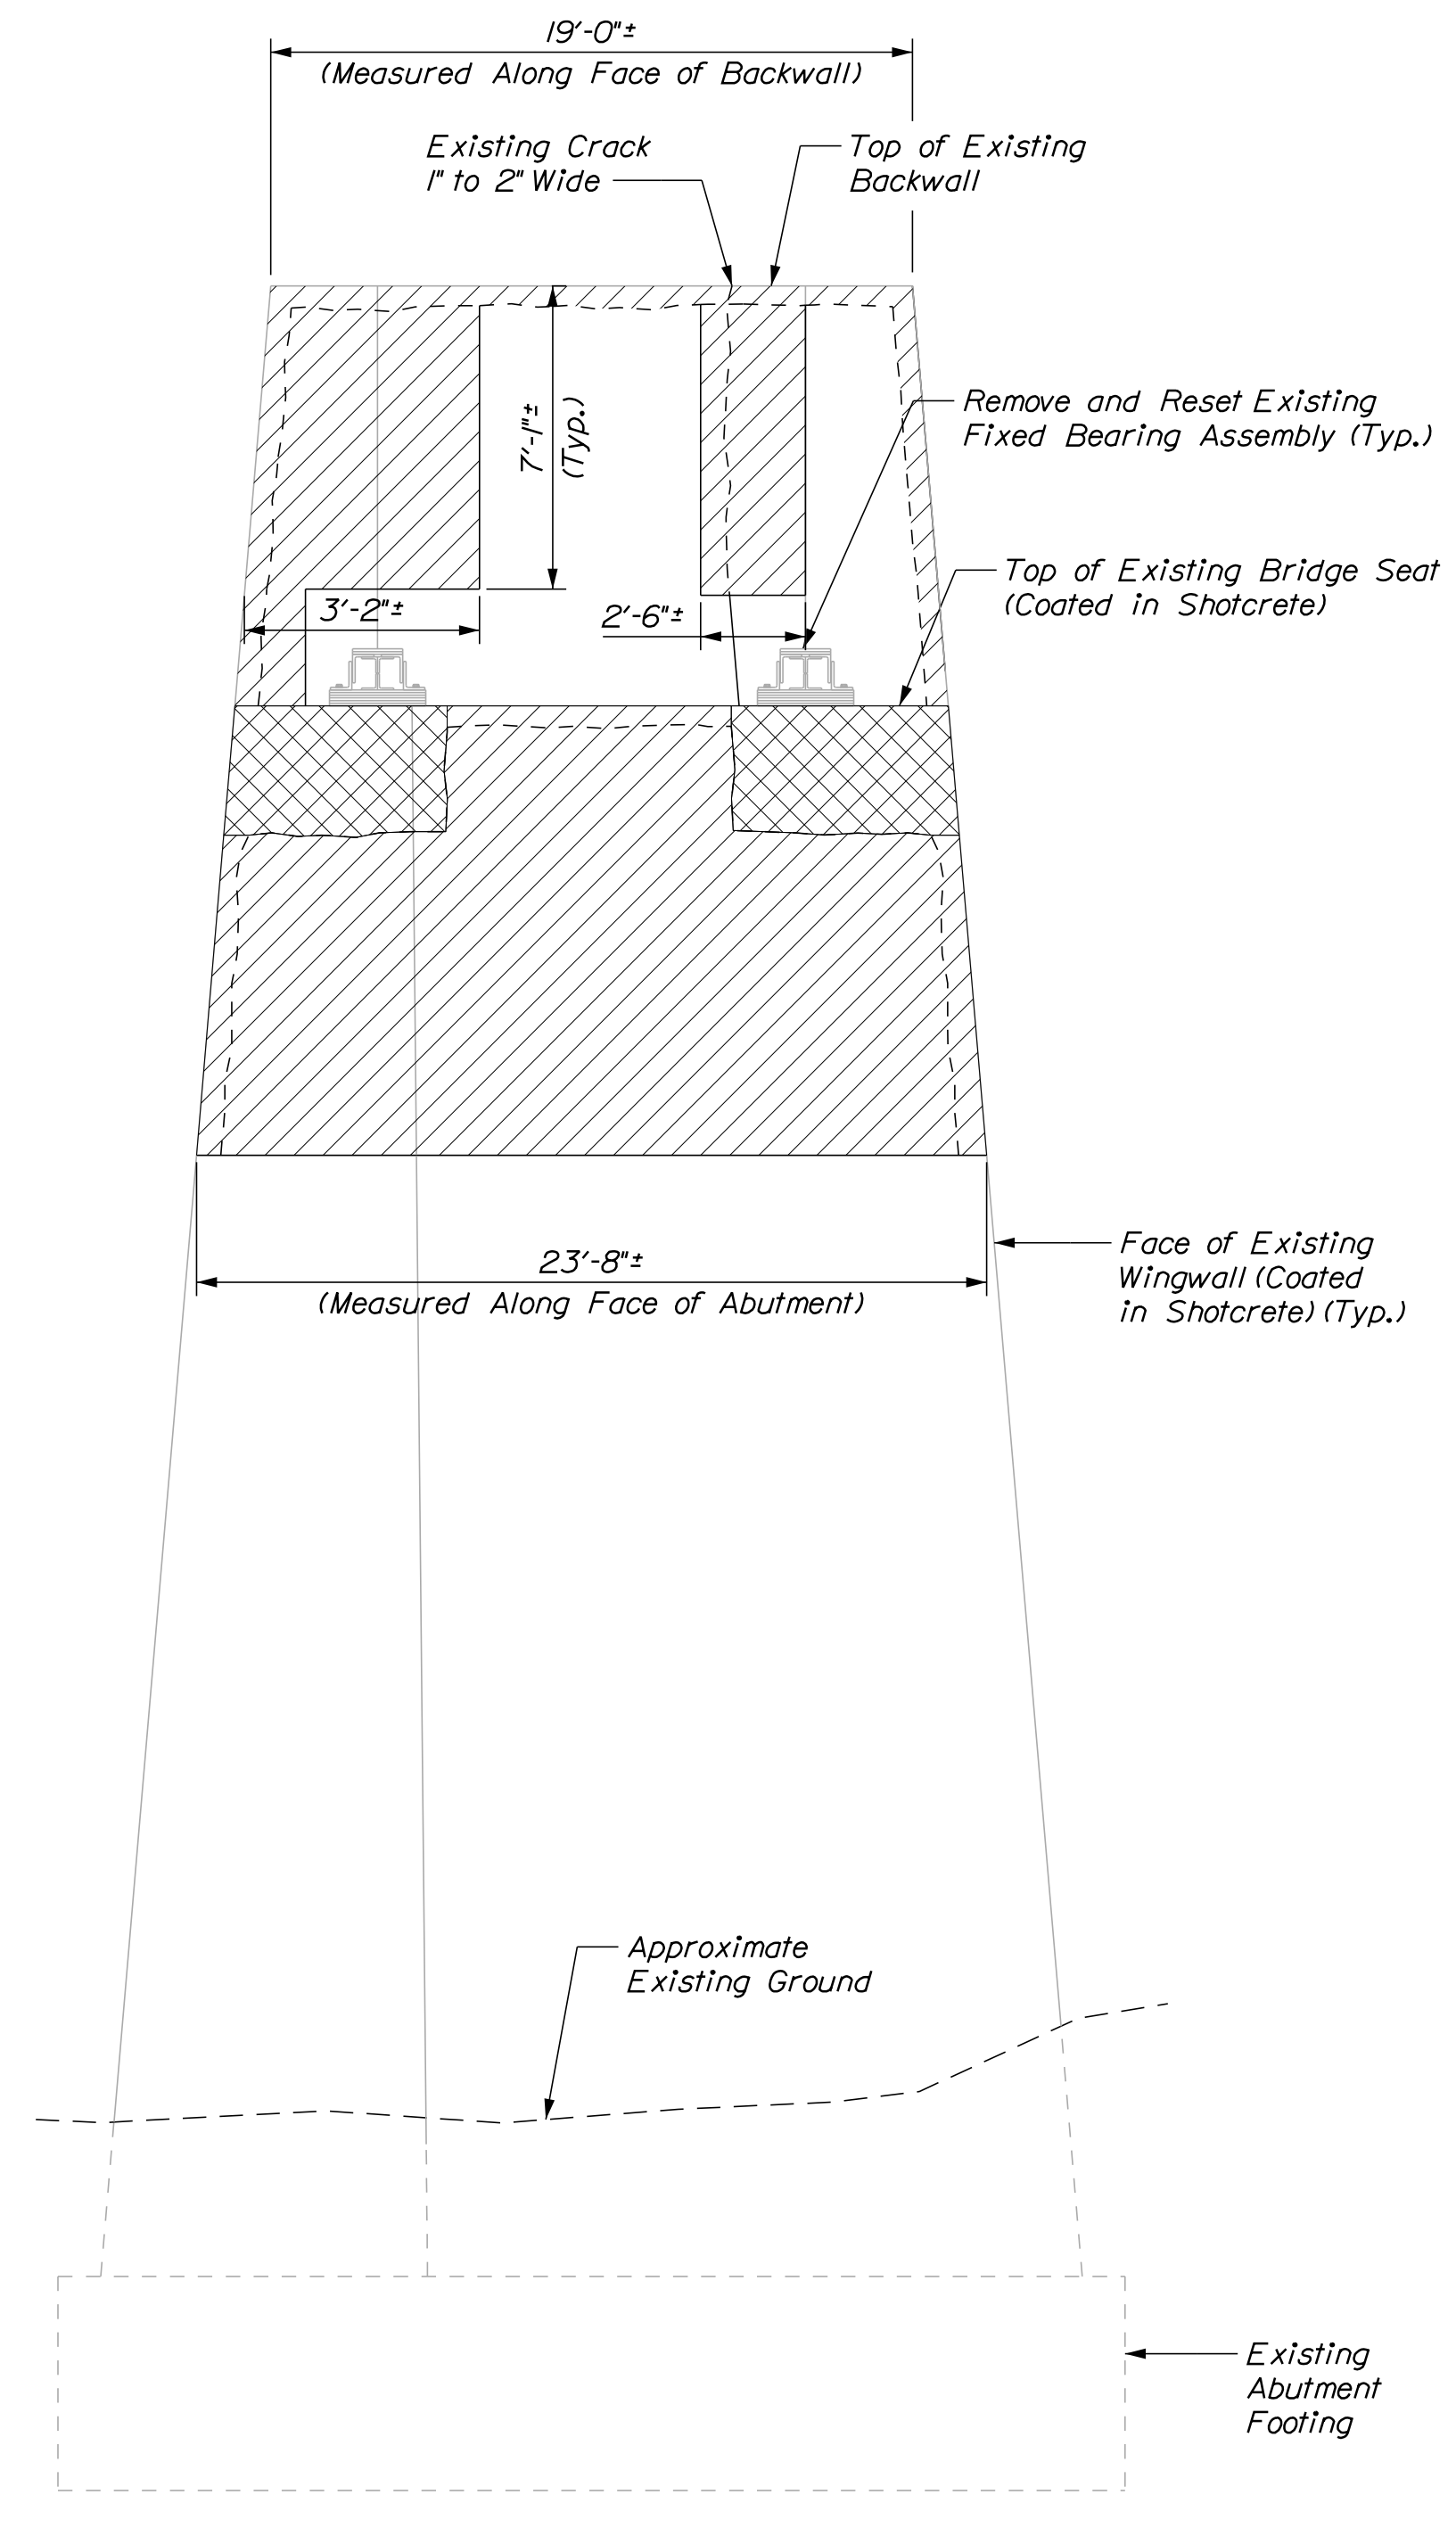 19'-0"±
(Measured Along Face of Backwall)
Existing Crack
1" to 2" Wide
Top of Existing
Backwall
7'-1"±
(Typ.)
Remove and Reset Existing
Fixed Bearing Assembly (Typ.)
Top of Existing Bridge Seat
(Coated in Shotcrete)
3'-2"±
2'-6"±
23'-8"±
(Measured Along Face of Abutment)
Face of Existing
Wingwall (Coated
in Shotcrete) (Typ.)
Approximate
Existing Ground
Existing
Abutment
Footing